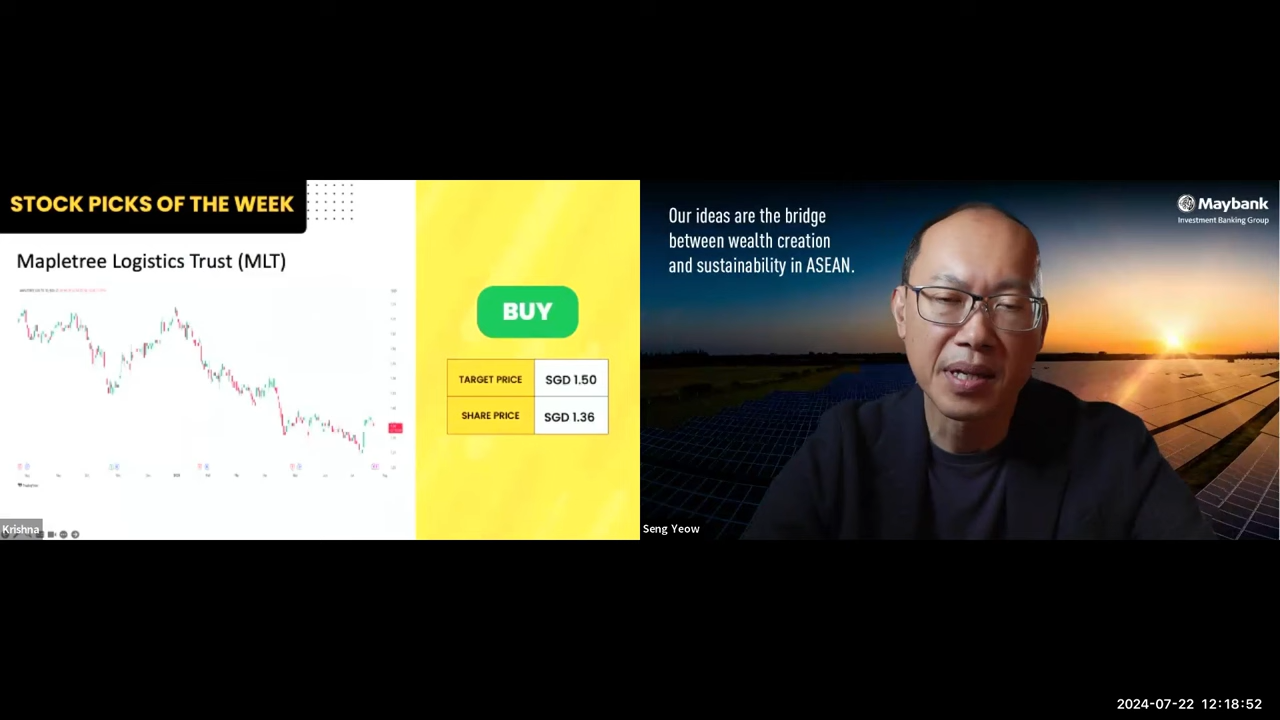 STOCK PICKS OF THE WEEK
Mapletree Logistics Trust (MLT)
BUY
TARGET PRICE SGD 1.50
SHARE PRICE SGD 1.36
Krishna
Our ideas are the bridge
between wealth creation
and sustainability in ASEAN.
Maybank
Investment Banking Group
Seng Yeow
2024-07-22 12:18:52